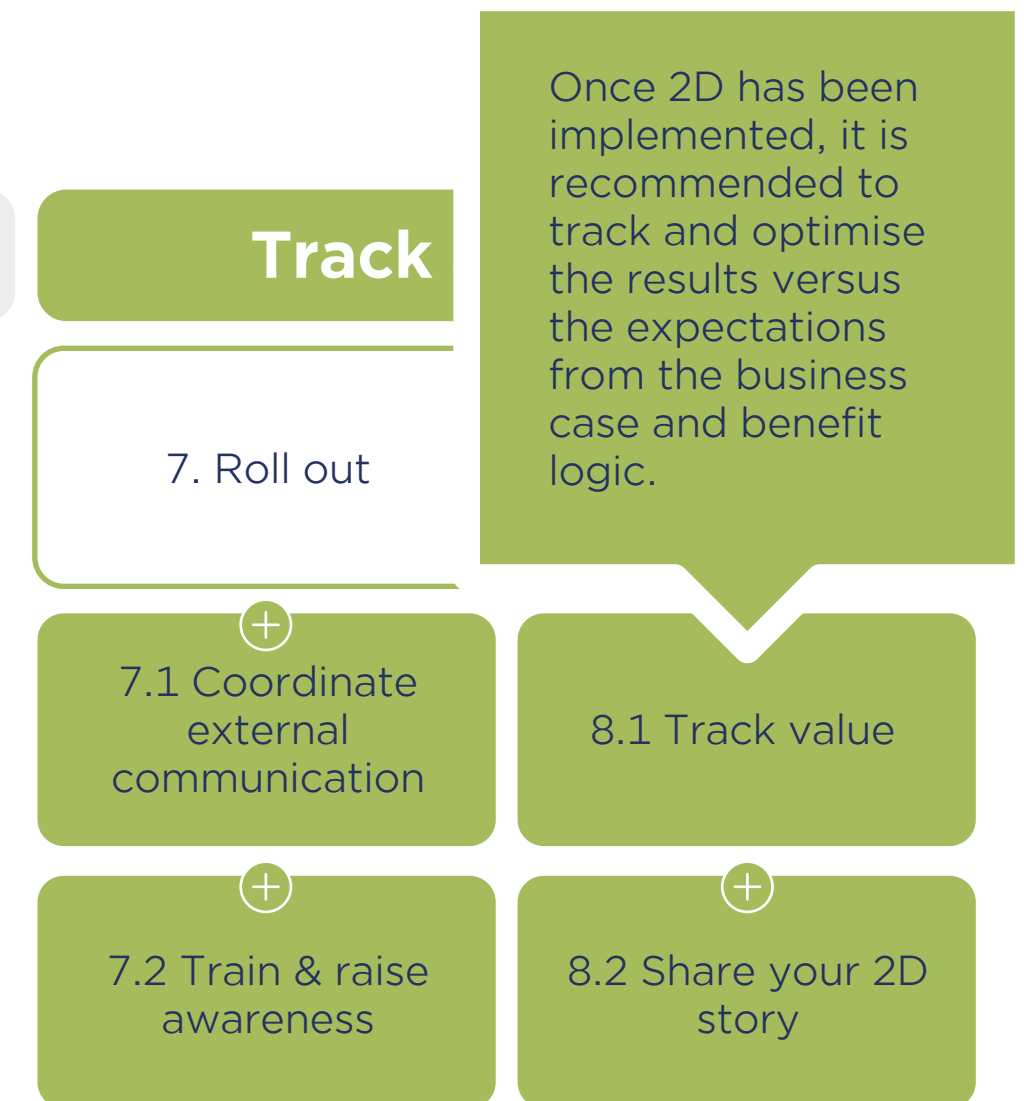 Track
7. Roll out
Once 2D has been
implemented, it is
recommended to
track and optimise
the results versus
the expectations
from the business
case and benefit
logic.
7.1 Coordinate
external
communication
8.1 Track value
7.2 Train & raise
awareness
8.2 Share your 2D
story